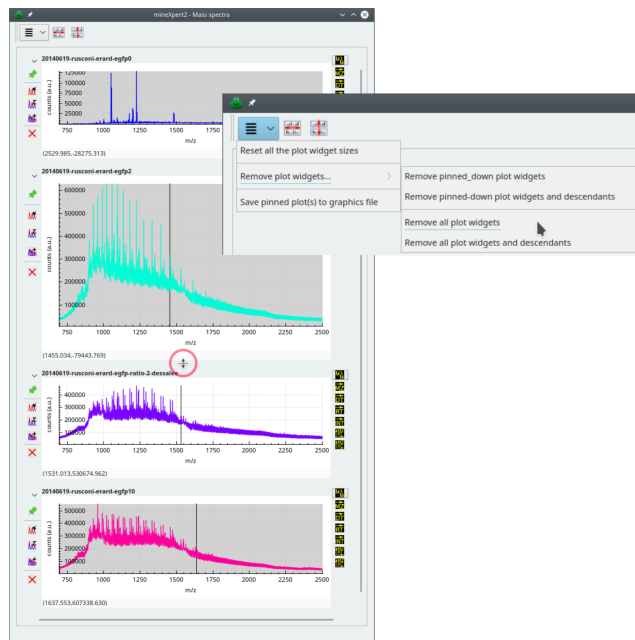 mineXpert2 - Mass spectra
20140619-rusconi-erard-egfp0
125000
100000
75000
50000
25000
counts (a.u.)
750 1000 1250 1500 1750
m/z
(2529.985,-28275.313)
Reset all the plot widget sizes
Remove plot widgets...
Save pinned plot(s) to graphics file
Remove pinned_down plot widgets
Remove pinned-down plot widgets and descendants
Remove all plot widgets
Remove all plot widgets and descendants
20140619-rusconi-erard-egfp2
600000
500000
400000
300000
200000
100000
counts (a.u.)
750 1000 1250 1500 1750 2000 2250 2500
m/z
(1455.034,-79443.769)
20140619-rusconi-erard-egfp-ratio-2-dessalee
400000
300000
200000
100000
counts (a.u.)
750 1000 1250 1500 1750 2000 2250 2500
m/z
(1531.013,530674.962)
20140619-rusconi-erard-egfp10
500000
400000
300000
200000
100000
counts (a.u.)
750 1000 1250 1500 1750 2000 2250 2500
m/z
(1637.553,607338.630)